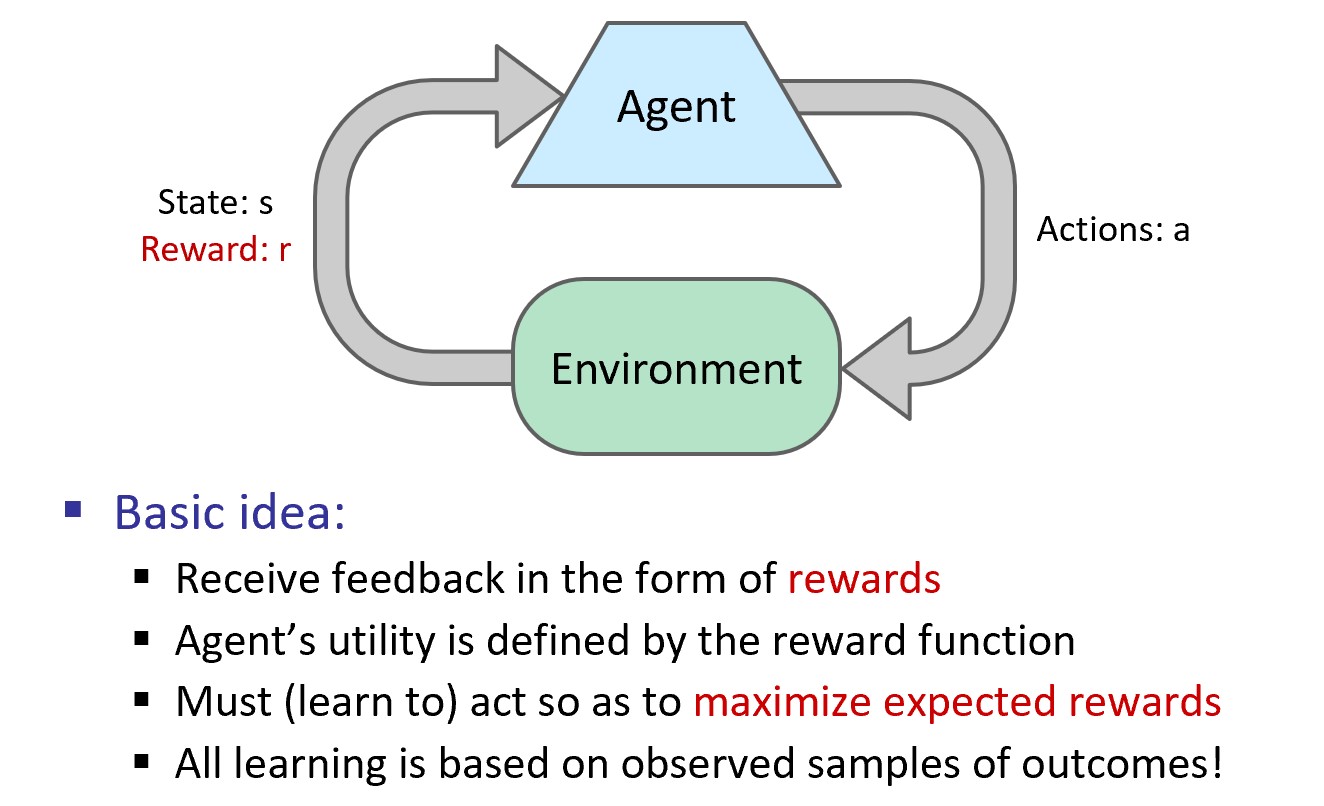 Agent
State: s
Reward: r
Actions: a
Environment
▪ Basic idea:
▪ Receive feedback in the form of rewards
▪ Agent’s utility is defined by the reward function
▪ Must (learn to) act so as to maximize expected rewards
▪ All learning is based on observed samples of outcomes!